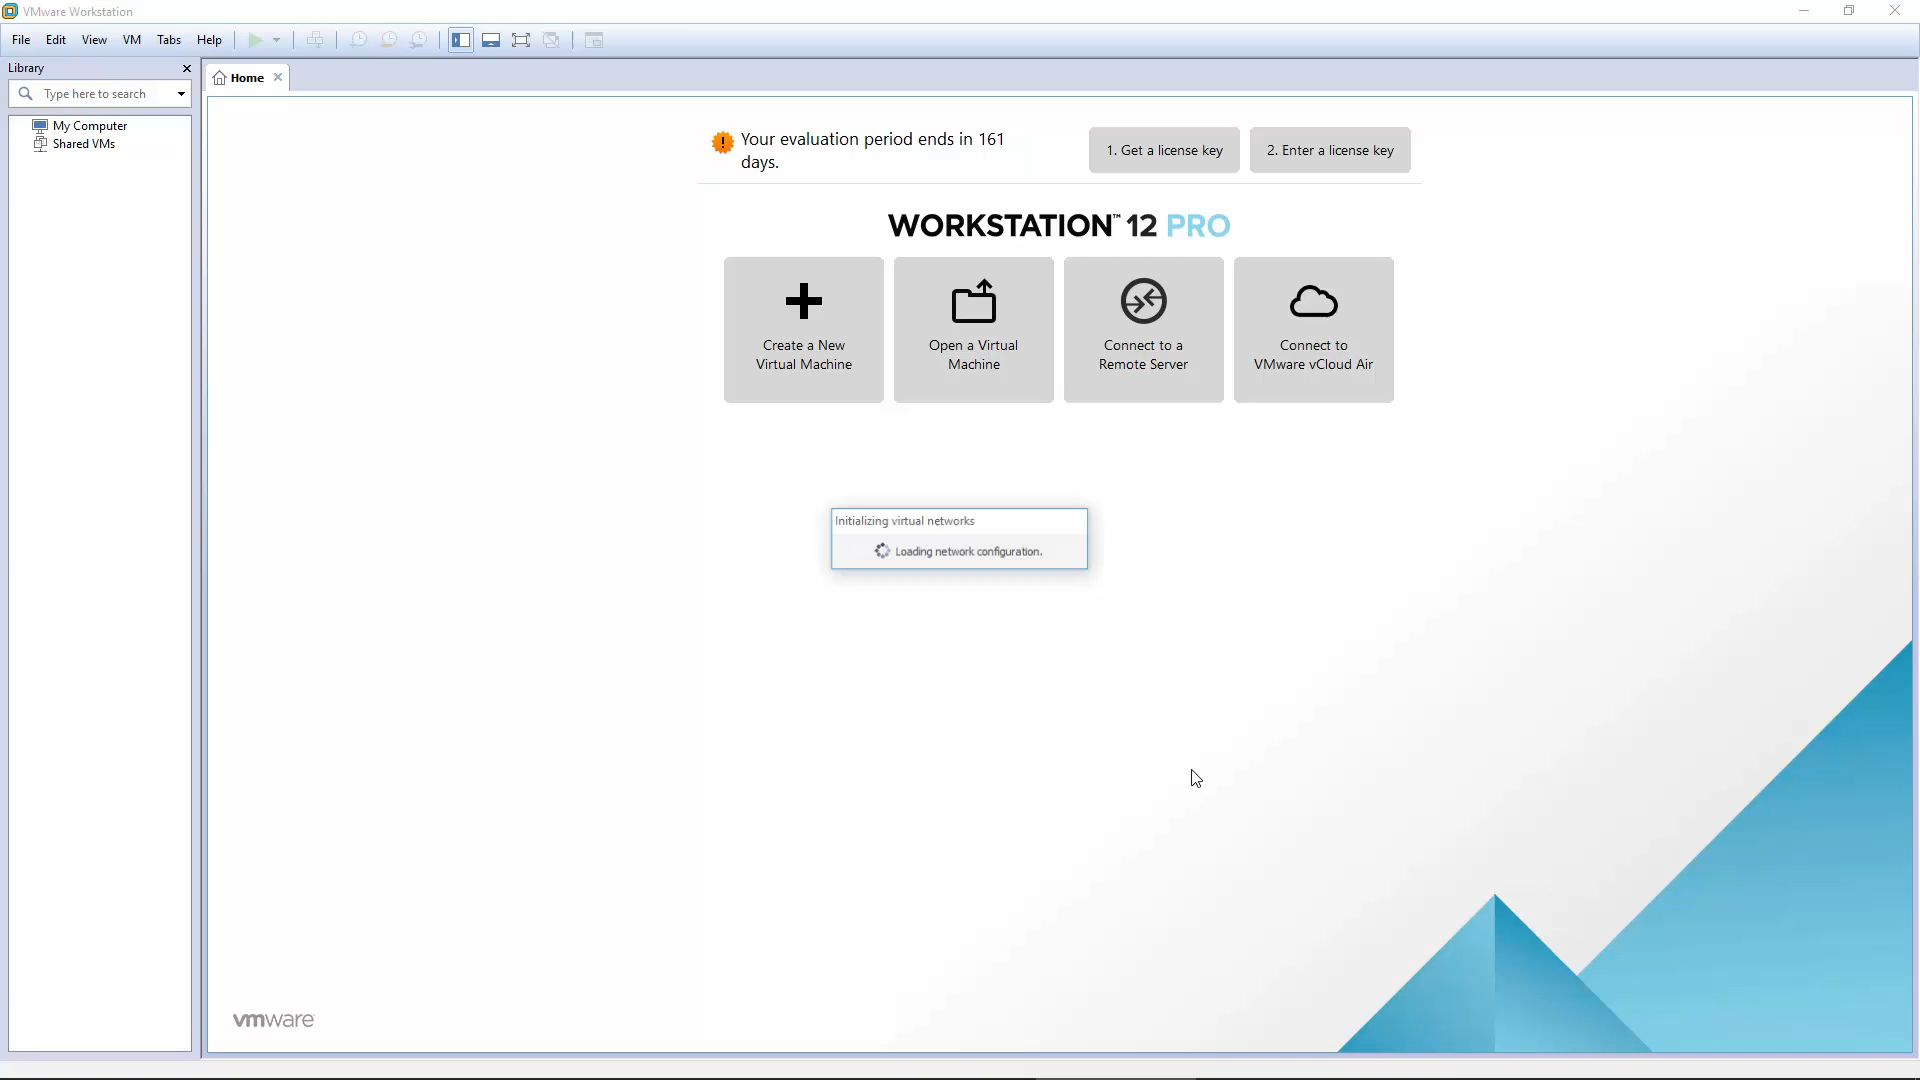 VMware Workstation
File Edit View VM Tabs Help
Library
Home
Type here to search
My Computer
Shared VMs
Your evaluation period ends in 161
days.
1. Get a license key
2. Enter a license key
WORKSTATION™ 12 PRO
Create a New
Virtual Machine
Open a Virtual
Machine
Connect to a
Remote Server
Connect to
VMware vCloud Air
Initializing virtual networks
Loading network configuration.
vmware